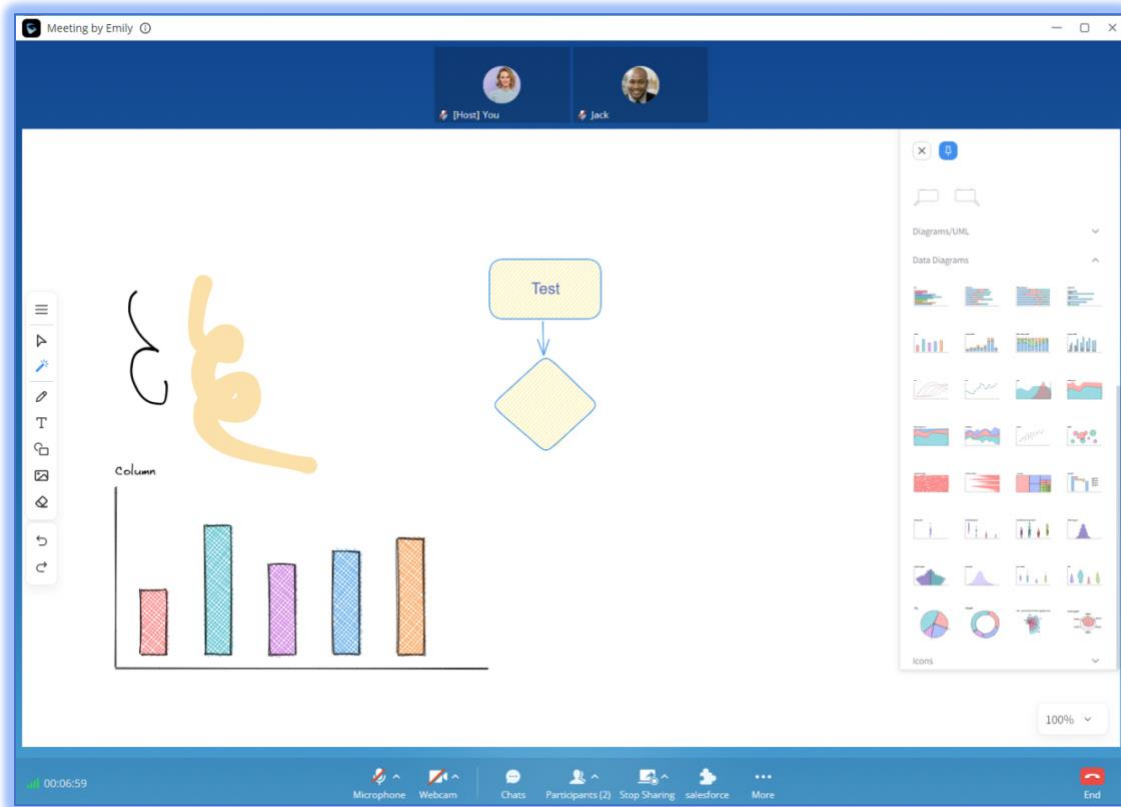 Meeting by Emily
[Host] You
Jack
Diagrams/UML
Data Diagrams
Test
Column
Icons
100%
00:06:59
Microphone
Webcam
Chats
Participants (2)
Stop Sharing
salesforce
More
End